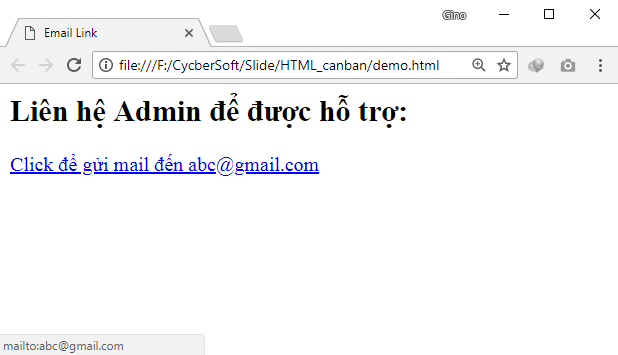 Gino
Email Link
file:///F:/CycberSoft/Slide/HTML_canban/demo.html
Liên hệ Admin để được hỗ trợ:
Click để gửi mail đến abc@gmail.com
mailto:abc@gmail.com